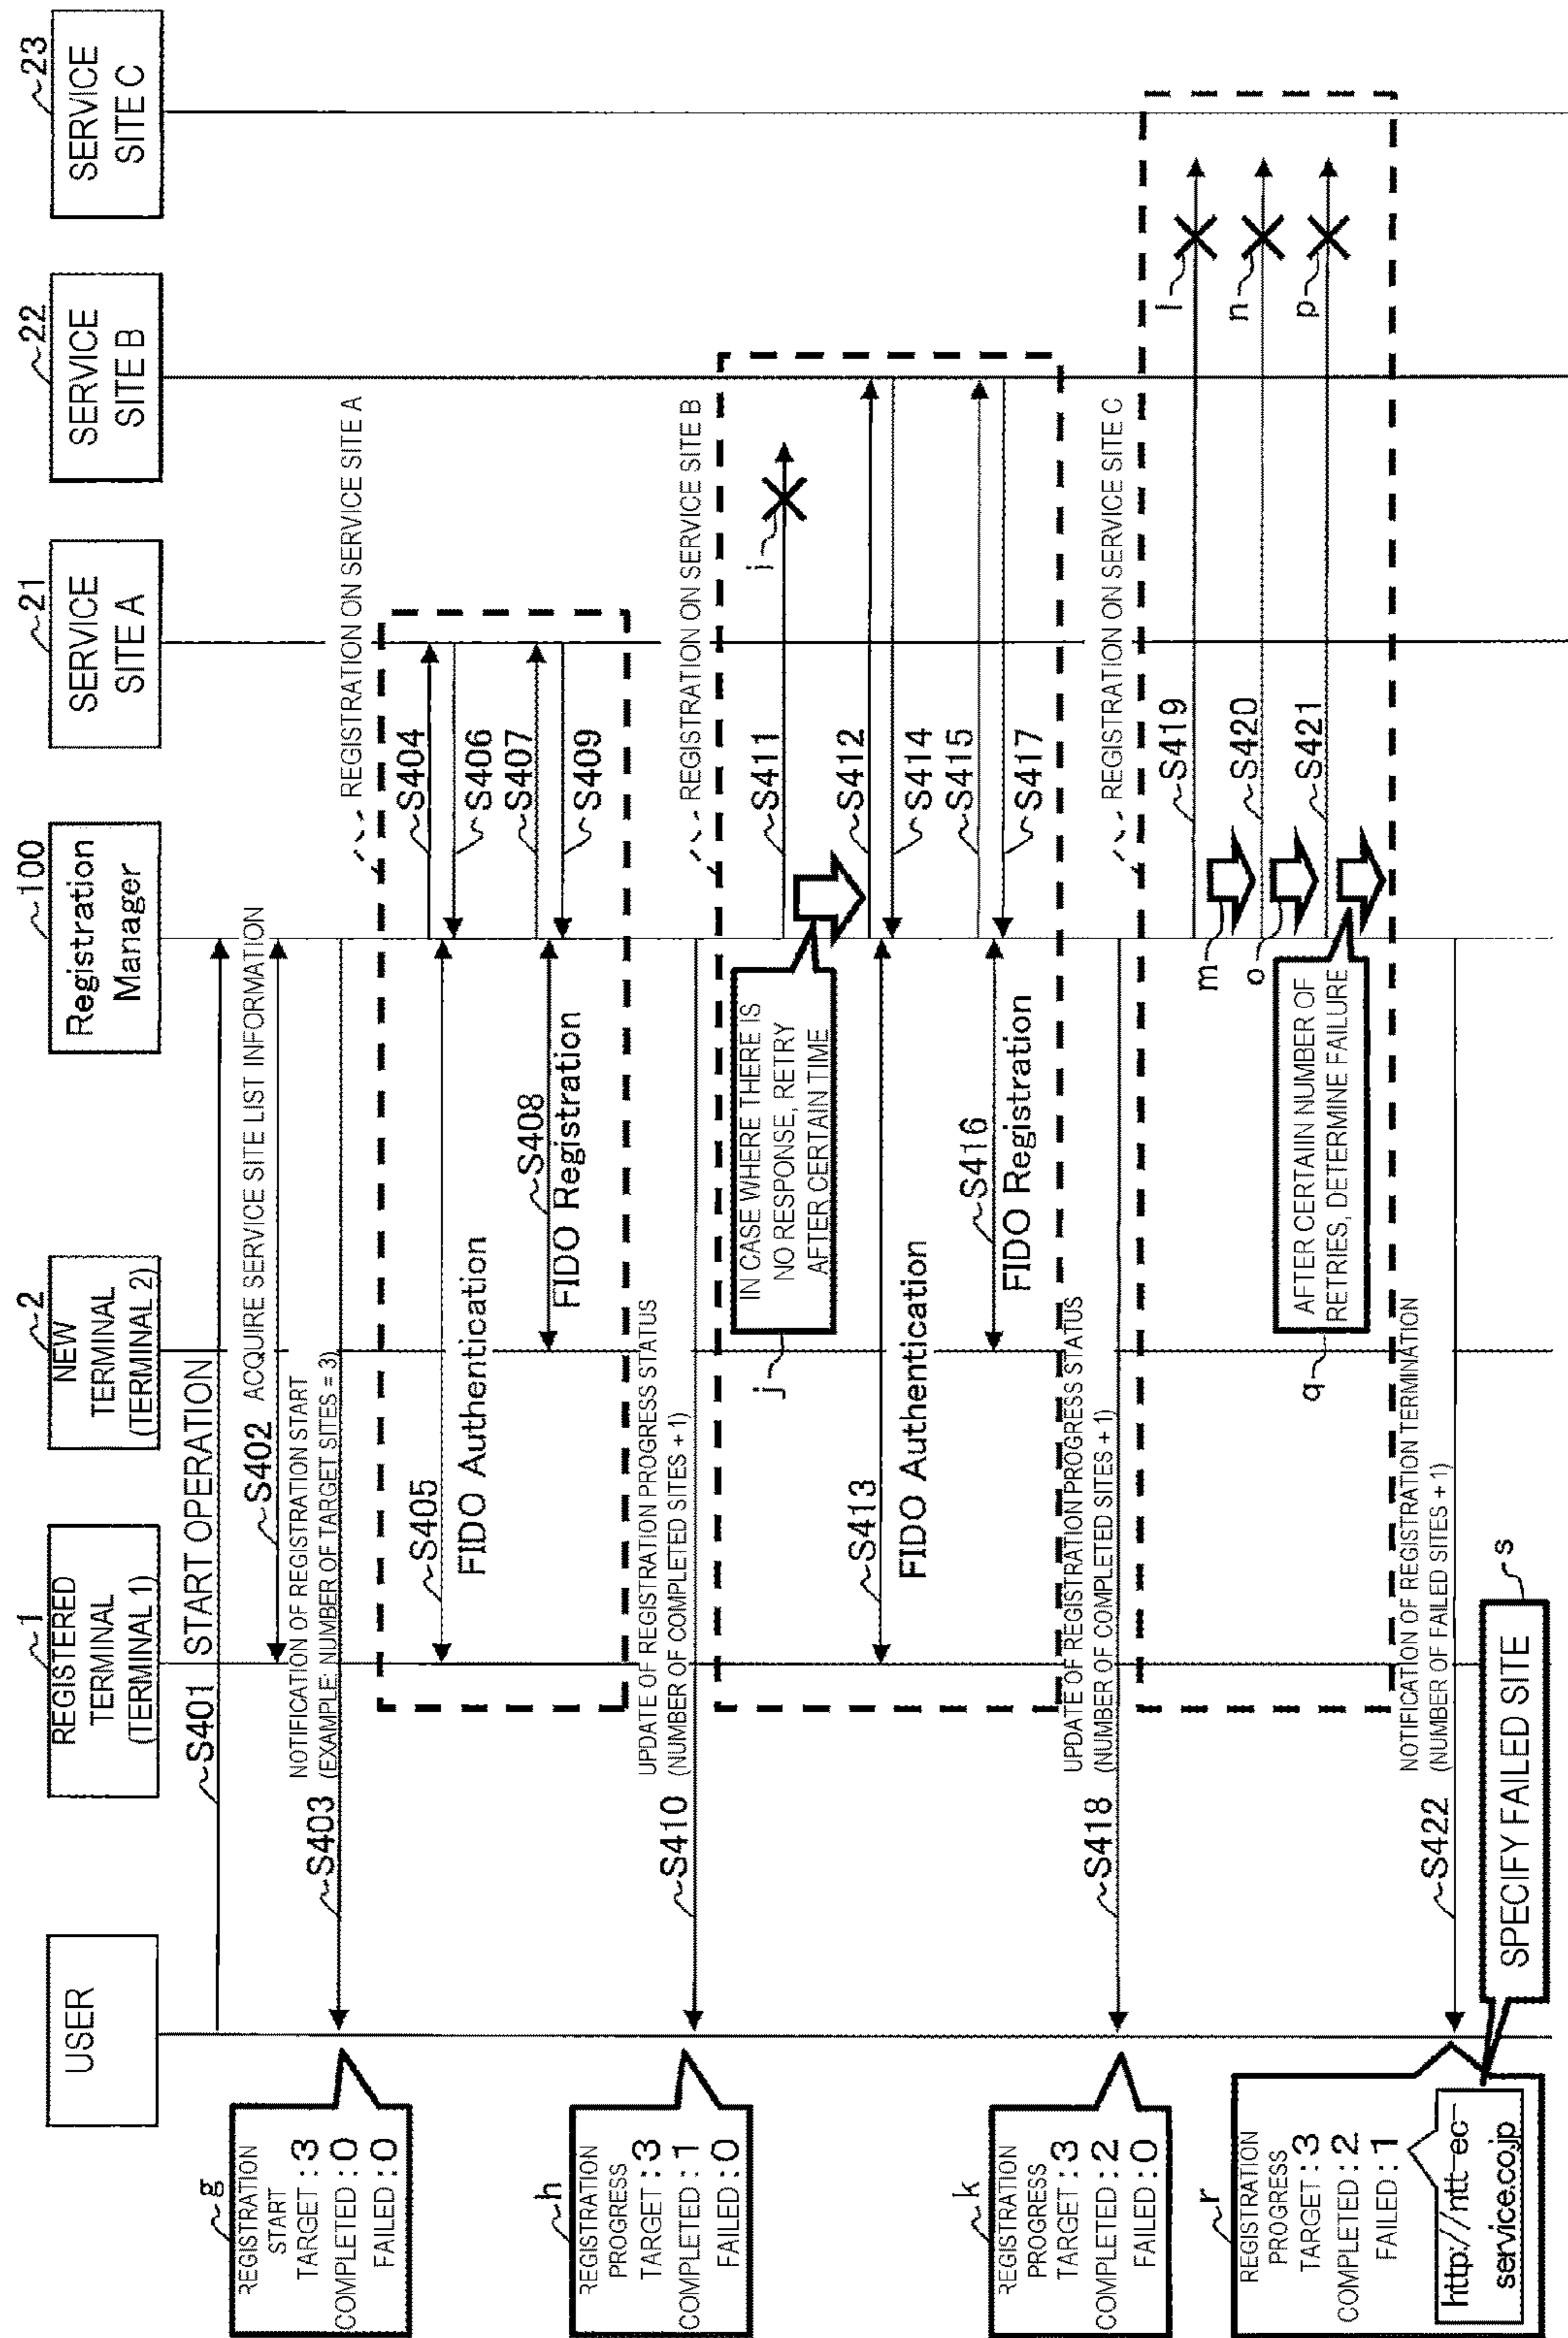 USER
~1
REGISTERED
TERMINAL
(TERMINAL 1)
~2
NEW
TERMINAL
(TERMINAL 2)
~100
Registration
Manager
~21
SERVICE
SITE A
~22
SERVICE
SITE B
~23
SERVICE
SITE C
~S401 START OPERATION
~S402 ACQUIRE SERVICE SITE LIST INFORMATION
~S403
NOTIFICATION OF REGISTRATION START
(EXAMPLE: NUMBER OF TARGET SITES = 3)
~g
REGISTRATION
START
TARGET : 3
COMPLETED : 0
FAILED : 0
REGISTRATION ON SERVICE SITE A
~S404
~S405
FIDO Authentication
~S406
~S407
~S408
FIDO Registration
~S409
~S410
UPDATE OF REGISTRATION PROGRESS STATUS
(NUMBER OF COMPLETED SITES + 1)
~h
REGISTRATION
PROGRESS
TARGET : 3
COMPLETED : 1
FAILED : 0
REGISTRATION ON SERVICE SITE B
~S411
i
j
IN CASE WHERE THERE IS
NO RESPONSE, RETRY
AFTER CERTAIN TIME
~S412
~S413
FIDO Authentication
~S414
~S415
~S416
FIDO Registration
~S417
~S418
UPDATE OF REGISTRATION PROGRESS STATUS
(NUMBER OF COMPLETED SITES + 1)
~k
REGISTRATION
PROGRESS
TARGET : 3
COMPLETED : 2
FAILED : 0
REGISTRATION ON SERVICE SITE C
~S419
l
m
~S420
n
o
~S421
p
q
AFTER CERTAIN NUMBER OF
RETRIES, DETERMINE FAILURE
~S422
NOTIFICATION OF REGISTRATION TERMINATION
(NUMBER OF FAILED SITES + 1)
~r
REGISTRATION
PROGRESS
TARGET : 3
COMPLETED : 2
FAILED : 1
http://ntt-ec-
service.co.jp
SPECIFY FAILED SITE
~s